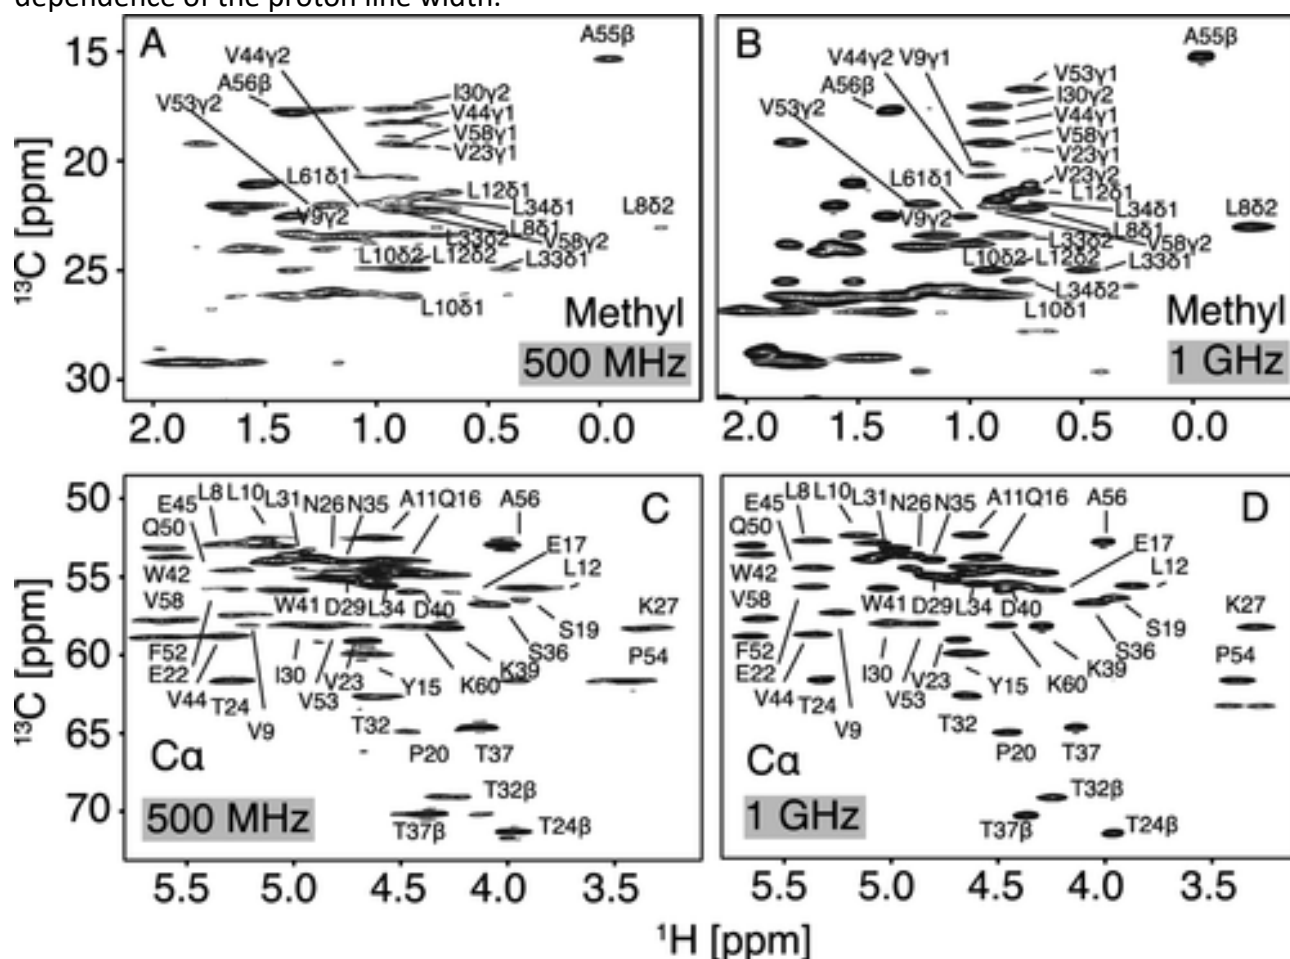 dependence of the proton line width.
A
A55β
V44γ2
A56β
V53γ2
I30γ2
V44γ1
V58γ1
V23γ1
L61δ1
L12δ1
L34δ1
L8δ2
V9γ2
L8δ1
L33δ2
V58γ2
L10δ2
L12δ2
L33δ1
L10δ1
Methyl
500 MHz
15
20
25
30
¹³C [ppm]
2.0 1.5 1.0 0.5 0.0
B
A55β
V44γ2 V9γ1
V53γ1
A56β
I30γ2
V53γ2
V44γ1
V58γ1
V23γ1
V23γ2
L61δ1
L12δ1
L34δ1
L8δ2
V9γ2
L8δ1
L33δ2
V58γ2
L10δ2
L12δ2
L33δ1
L34δ2
L10δ1
Methyl
1 GHz
2.0 1.5 1.0 0.5 0.0
C
E45 L8 L10 L31 N26 N35 A11 Q16 A56
Q50
E17
W42
L12
V58
W41 D29 L34 D40
K27
S19
F52
S36
P54
E22
I30
V23
K39
V44
T24
V53
Y15
K60
V9
T32
P20
T37
Cα
T32β
500 MHz
T37β
T24β
50
55
60
65
70
¹³C [ppm]
5.5 5.0 4.5 4.0 3.5
D
E45 L8 L10 L31 N26 N35 A11 Q16 A56
Q50
E17
W42
L12
V58
W41 D29 L34 D40
K27
S19
F52
S36
P54
E22
I30
V23
K39
V44
T24
V53
Y15
K60
V9
T32
P20
T37
Cα
T32β
1 GHz
T37β
T24β
5.5 5.0 4.5 4.0 3.5
¹H [ppm]